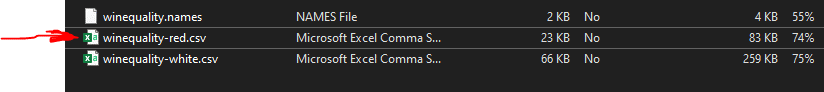 winequality.names NAMES File 2 KB No 4 KB 55%
winequality-red.csv Microsoft Excel Comma S... 23 KB No 83 KB 74%
winequality-white.csv Microsoft Excel Comma S... 66 KB No 259 KB 75%